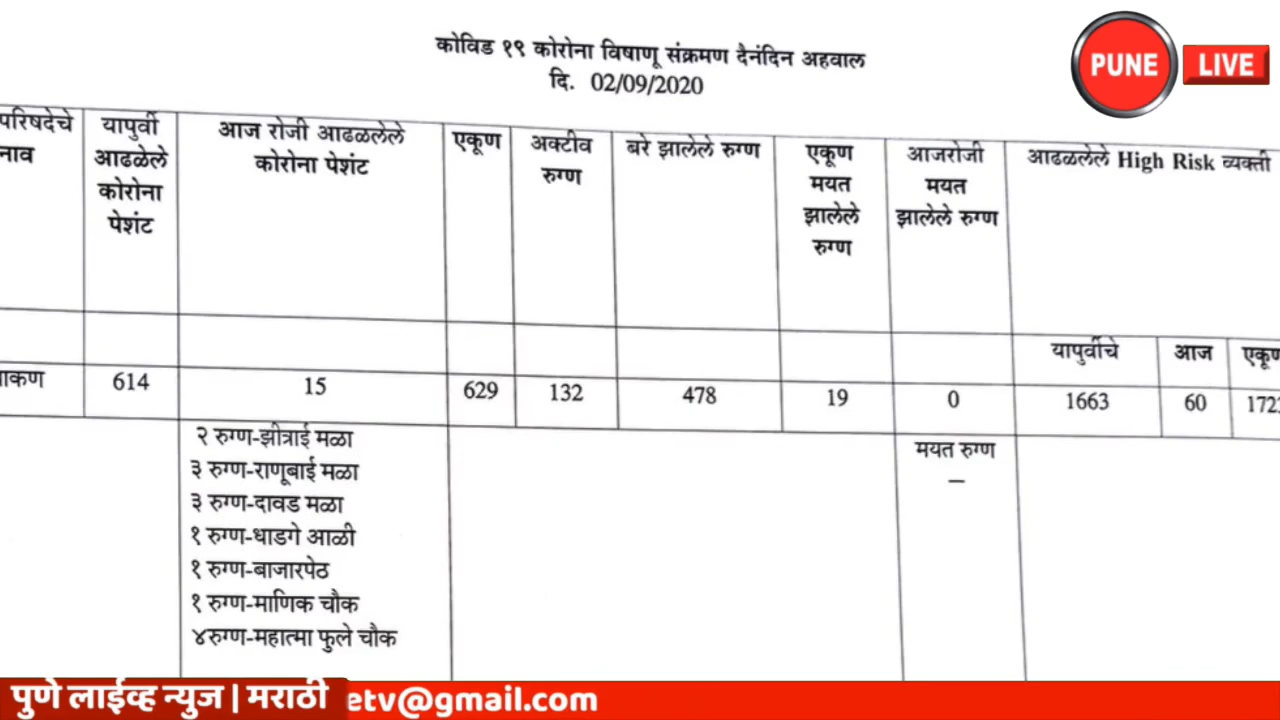 कोविड १९ कोरोना विषाणू संक्रमण दैनंदिन अहवाल
दि. 02/09/2020
PUNE LIVE
परिषदेचे
नाव
यापुर्वी
आढळेले
कोरोना
पेशंट
आज रोजी आढळलेले
कोरोना पेशंट
एकूण
अक्टीव
रुग्ण
बरे झालेले रुग्ण
एकूण
मयत
झालेले
रुग्ण
आजरोजी
मयत
झालेले रुग्ण
आढळलेले High Risk व्यक्ती
यापुर्वीचे आज एकूण
614 15 629 132 478 19 0 1663 60
२ रुग्ण-झीत्राई मळा
३ रुग्ण-राणूबाई मळा
३ रुग्ण-दावड मळा
१ रुग्ण-धाडगे आळी
१ रुग्ण-बाजारपेठ
१ रुग्ण-माणिक चौक
४रुग्ण-महात्मा फुले चौक
मयत रुग्ण
–
पुणे लाईव्ह न्युज | मराठी etv@gmail.com